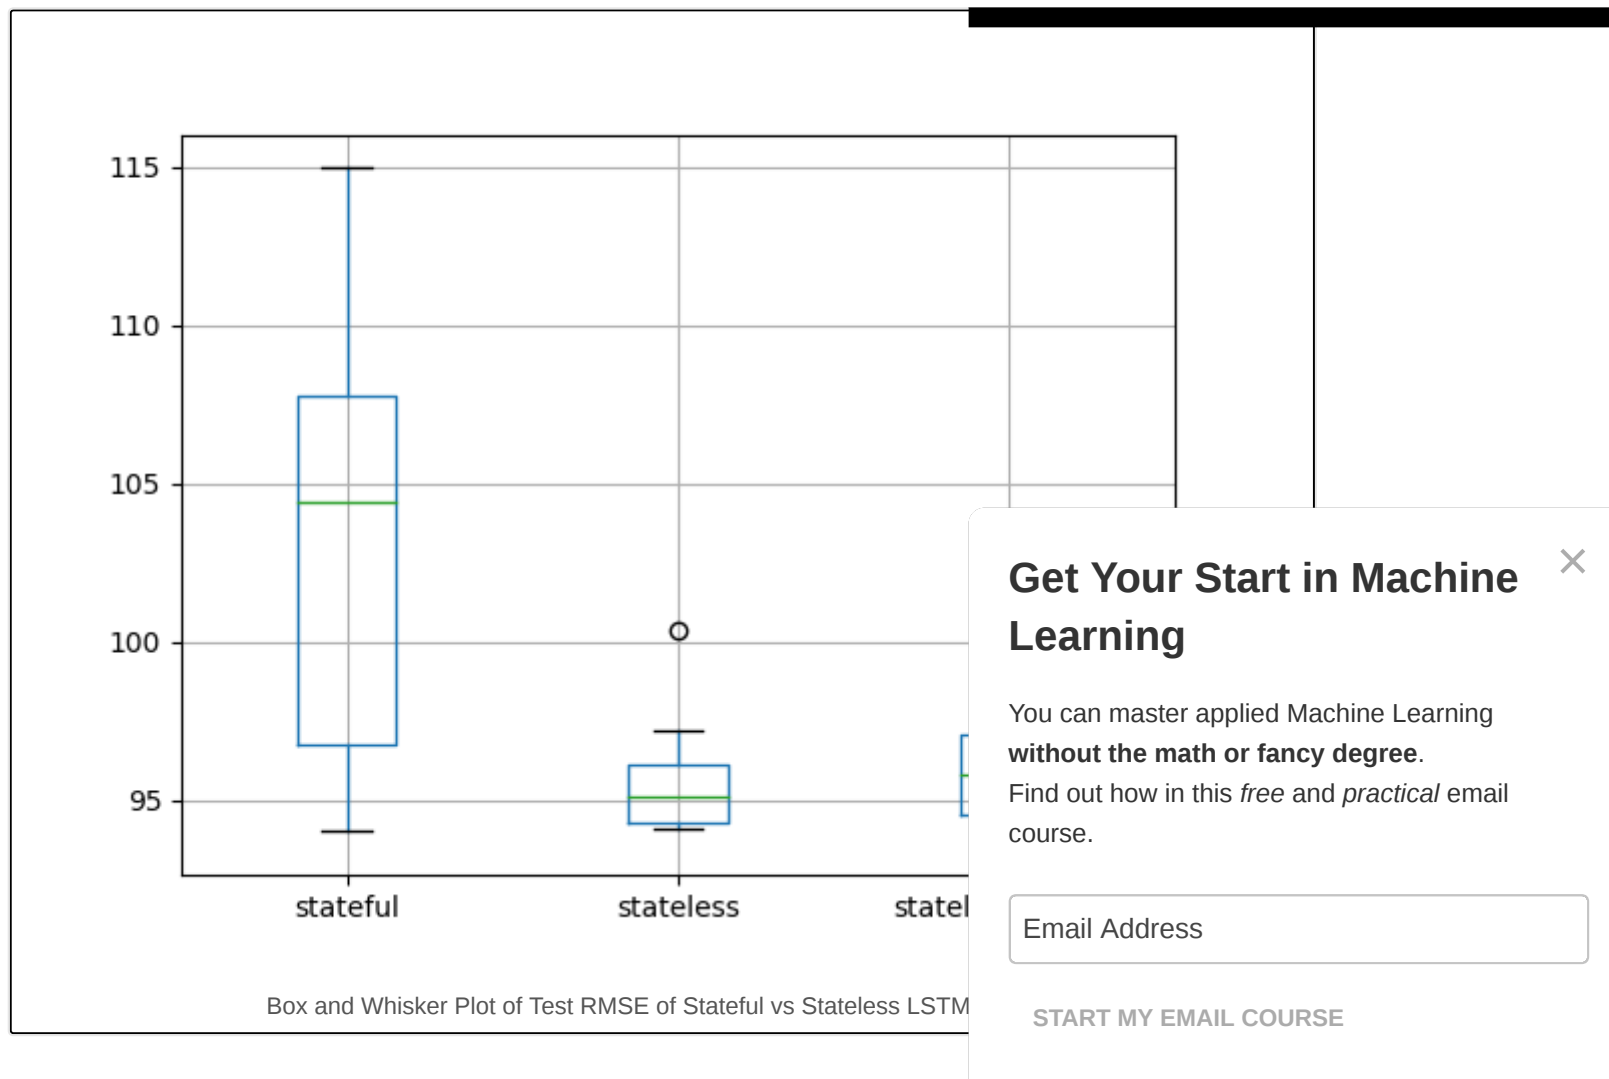 115
110
105
100
95
stateful
stateless
Box and Whisker Plot of Test RMSE of Stateful vs Stateless LSTM
Get Your Start in Machine
Learning
You can master applied Machine Learning
without the math or fancy degree.
Find out how in this free and practical email
course.
Email Address
START MY EMAIL COURSE